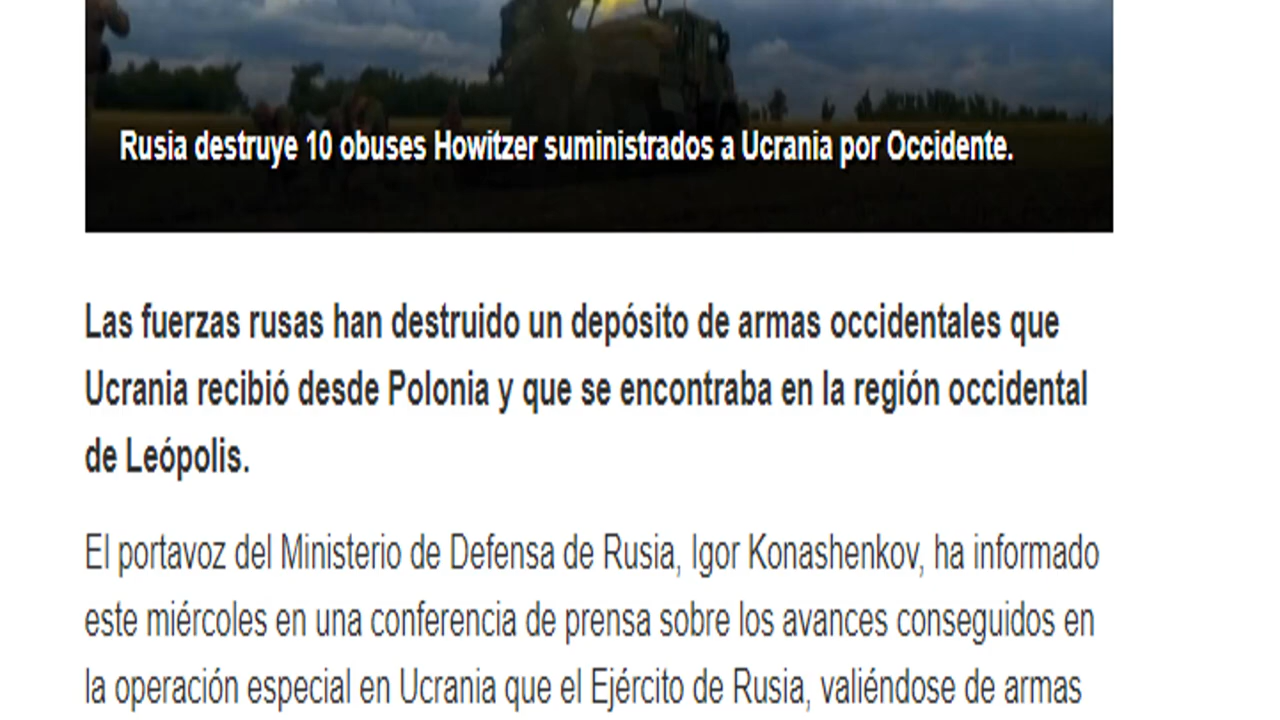 Rusia destruye 10 obuses Howitzer suministrados a Ucrania por Occidente.
Las fuerzas rusas han destruido un depósito de armas occidentales que
Ucrania recibió desde Polonia y que se encontraba en la región occidental
de Leópolis.
El portavoz del Ministerio de Defensa de Rusia, Igor Konashenkov, ha informado
este miércoles en una conferencia de prensa sobre los avances conseguidos en
la operación especial en Ucrania que el Ejército de Rusia, valiéndose de armas